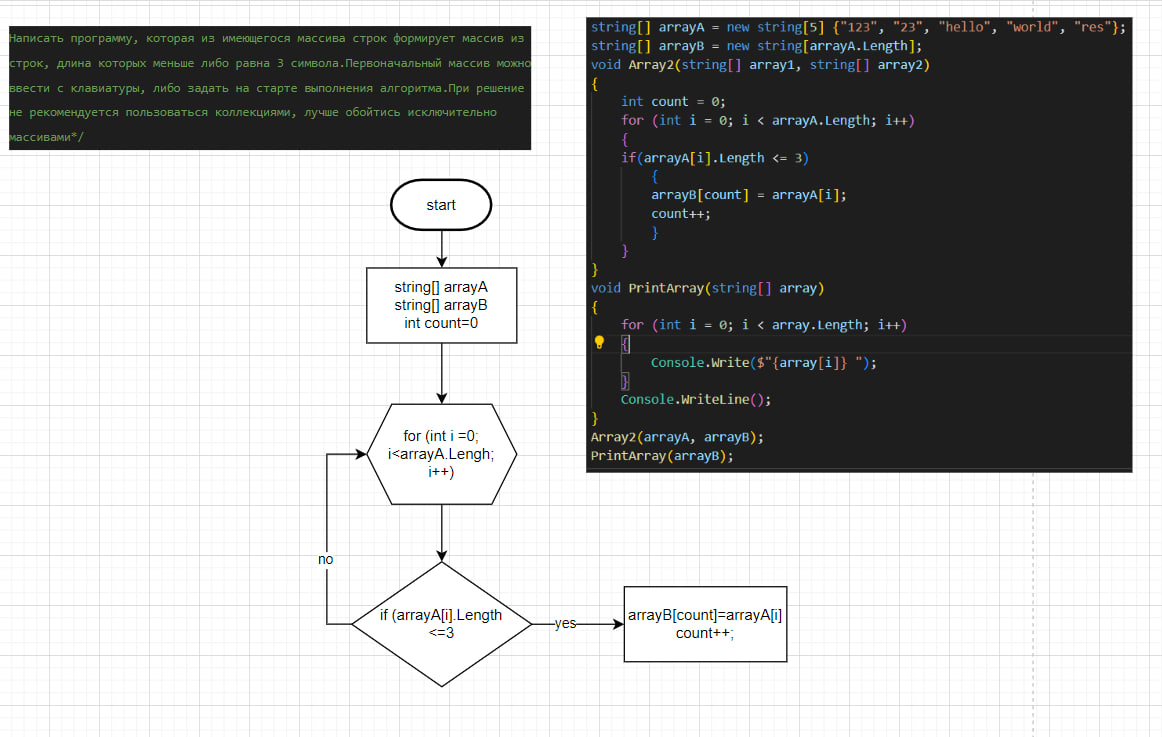 Написать программу, которая из имеющегося массива строк формирует массив из
строк, длина которых меньше либо равна 3 символа.Первоначальный массив можно
ввести с клавиатуры, либо задать на старте выполнения алгоритма.При решение
не рекомендуется пользоваться коллекциями, лучше обойтись исключительно
массивами*/
start
string[] arrayA
string[] arrayB
int count=0
for (int i =0;
i<arrayA.Lengh;
i++)
no
if (arrayA[i].Length
<=3
yes
arrayB[count]=arrayA[i]
count++;
string[] arrayA = new string[5] {"123", "23", "hello", "world", "res"};
string[] arrayB = new string[arrayA.Length];
void Array2(string[] array1, string[] array2)
{
int count = 0;
for (int i = 0; i < arrayA.Length; i++)
{
if(arrayA[i].Length <= 3)
{
arrayB[count] = arrayA[i];
count++;
}
}
}
void PrintArray(string[] array)
{
for (int i = 0; i < array.Length; i++)
{
Console.Write($"{array[i]} ");
}
Console.WriteLine();
}
Array2(arrayA, arrayB);
PrintArray(arrayB);